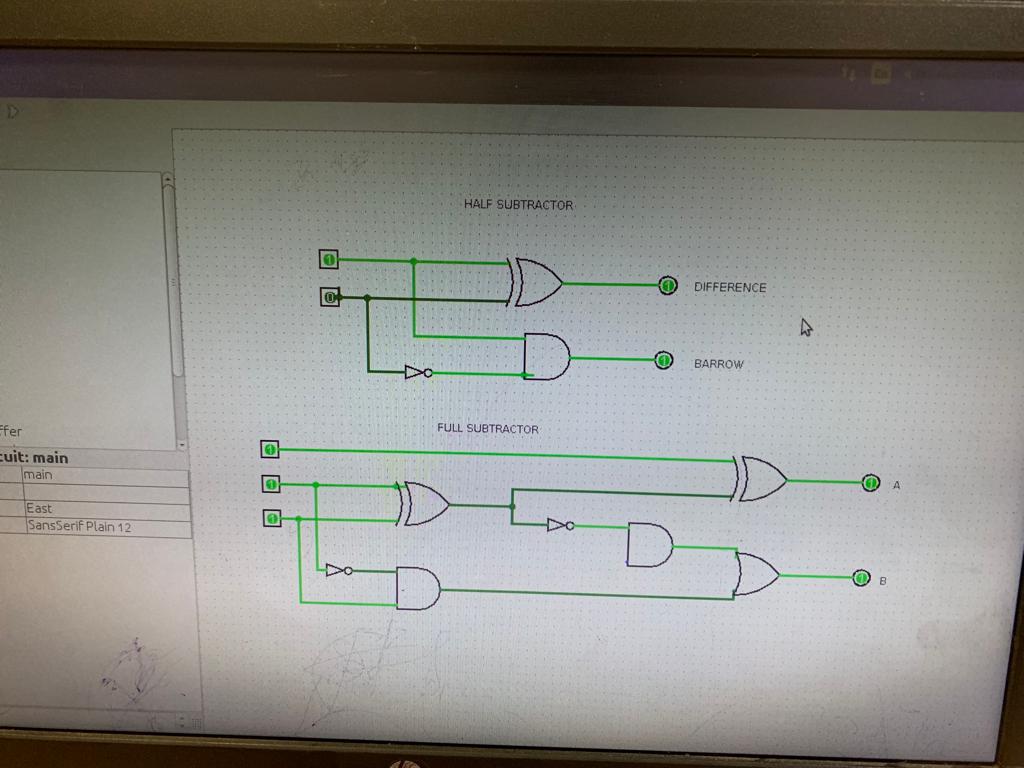 HALF SUBTRACTOR
1
0
1
DIFFERENCE
1
BARROW
FULL SUBTRACTOR
1
1
1
1
A
1
B
ffer
cuit: main
main
East
SansSerif Plain 12